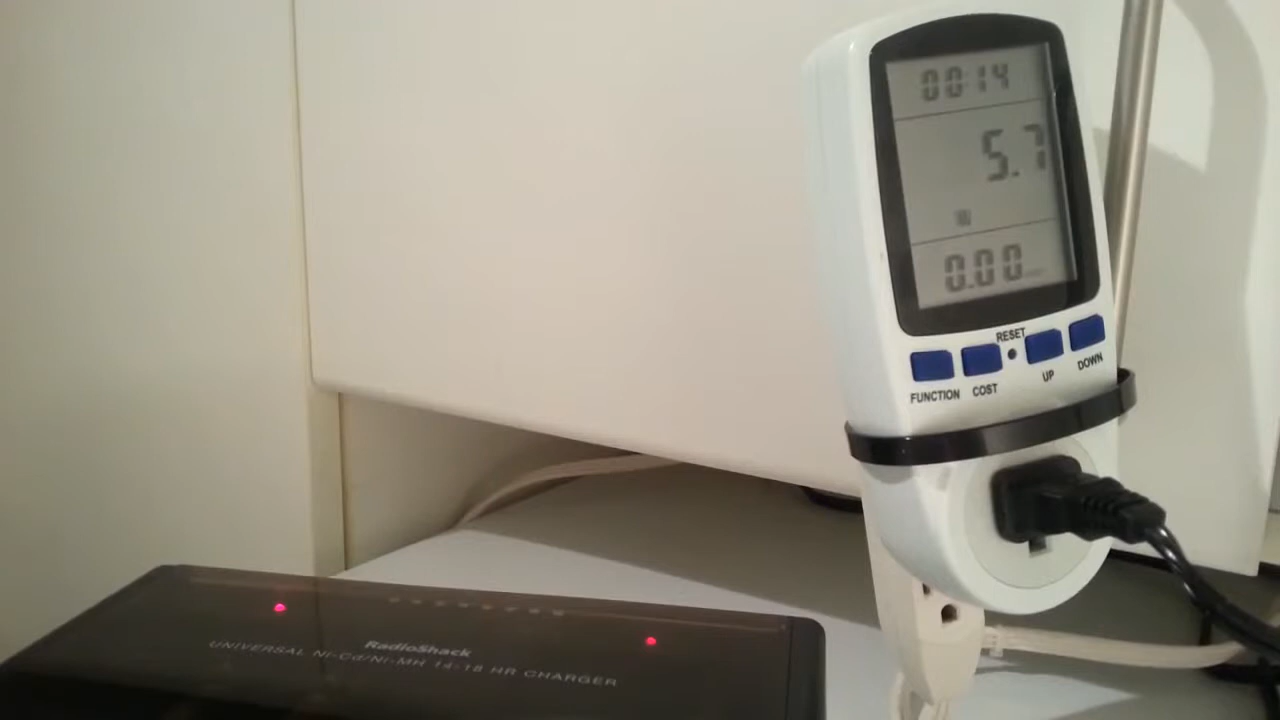 00:14
5.7
W
0.00
RESET
FUNCTION COST UP DOWN
RadioShack
UNIVERSAL Ni-Cd/Ni-MH 14-16 HR CHARGER